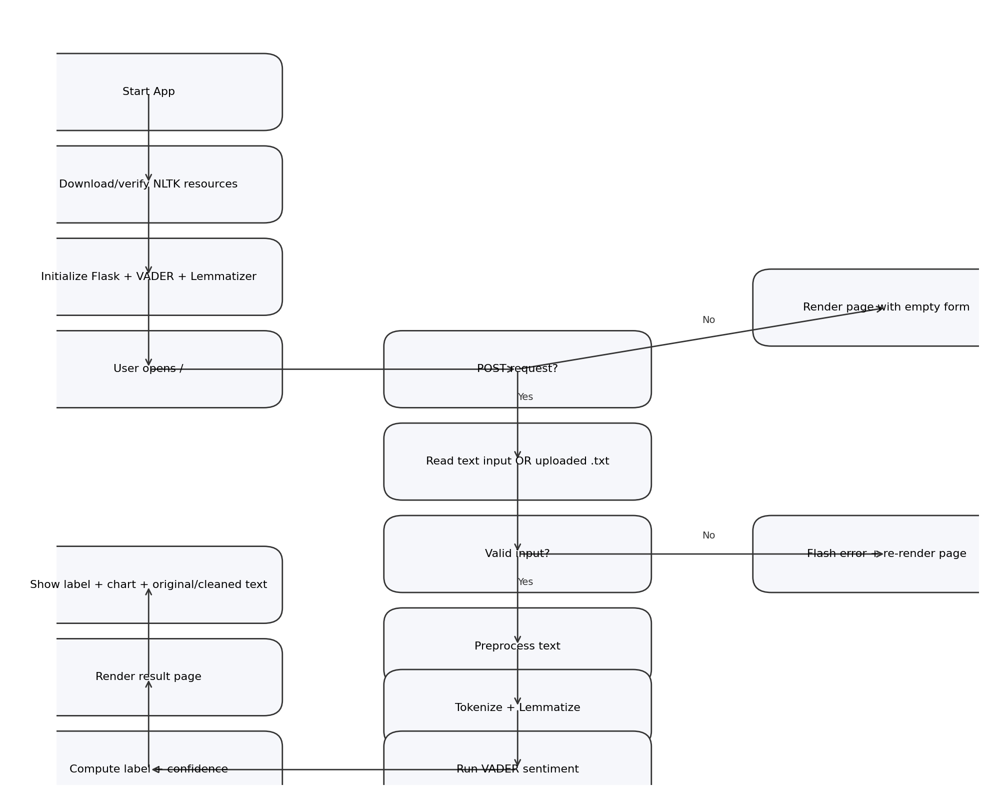 Start App
Download/verify NLTK resources
Initialize Flask + VADER + Lemmatizer
User opens /
POST request?
No
Render page with empty form
Yes
Read text input OR uploaded .txt
Valid input?
No
Flash error + re-render page
Yes
Preprocess text
Tokenize + Lemmatize
Run VADER sentiment
Compute label + confidence
Render result page
Show label + chart + original/cleaned text